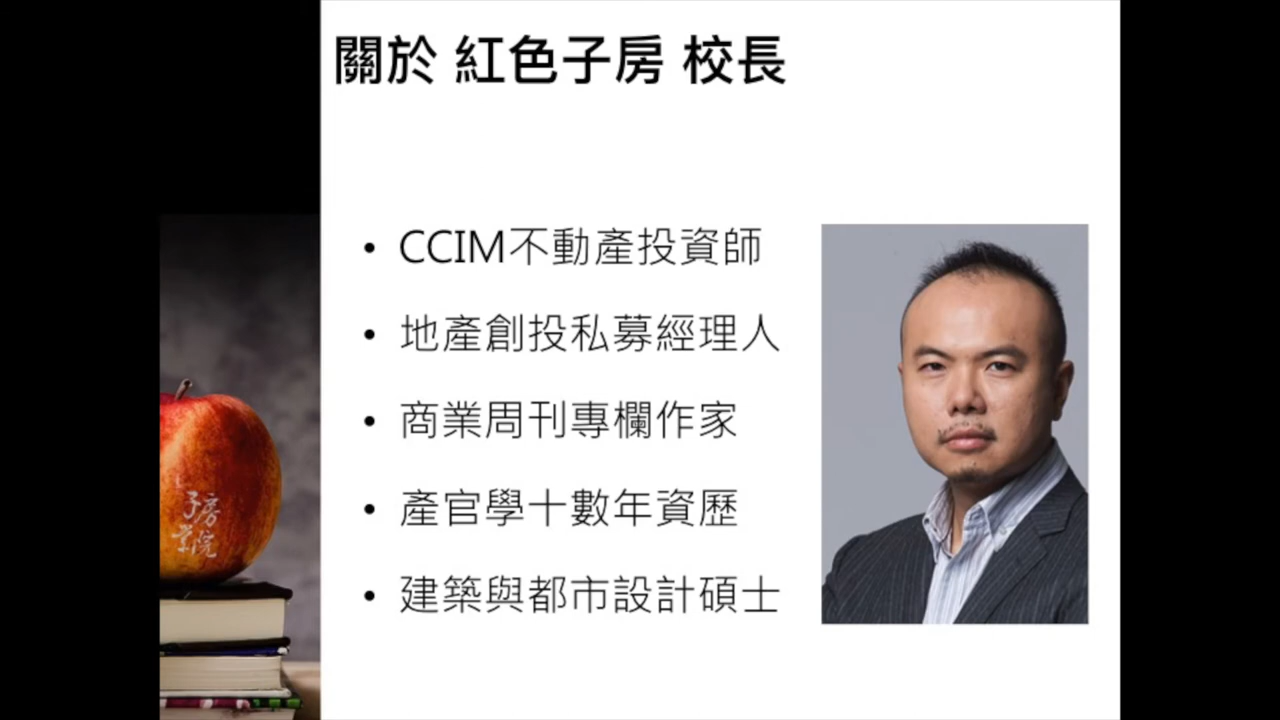 關於 紅色子房 校長
• CCIM不動產投資師
• 地產創投私募經理人
• 商業周刊專欄作家
• 產官學十數年資歷
• 建築與都市設計碩士
子房
學院